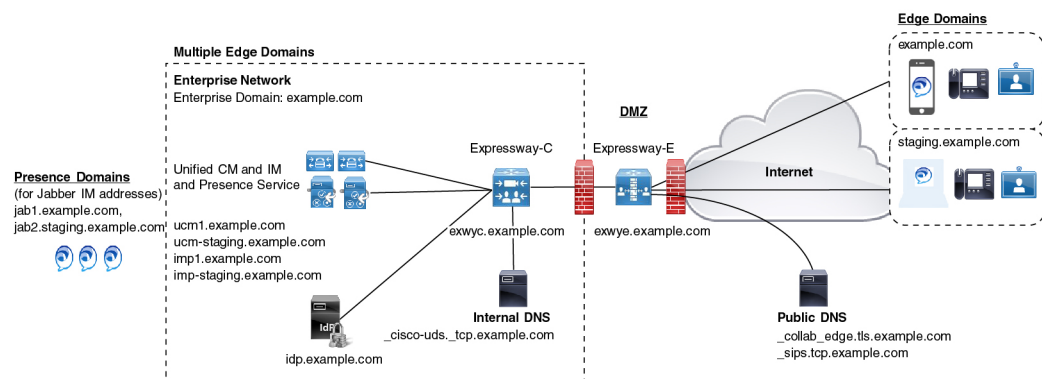 Multiple Edge Domains
Enterprise Network
Enterprise Domain: example.com
Unified CM and IM
and Presence Service
ucm1.example.com
ucm-staging.example.com
imp1.example.com
imp-staging.example.com
Presence Domains
(for Jabber IM addresses)
jab1.example.com,
jab2.staging.example.com
IdP
idp.example.com
Expressway-C
exwyc.example.com
Internal DNS
_cisco-uds._tcp.example.com
DMZ
Expressway-E
exwye.example.com
Internet
Public DNS
_collab_edge.tls.example.com
_sips.tcp.example.com
Edge Domains
example.com
staging.example.com